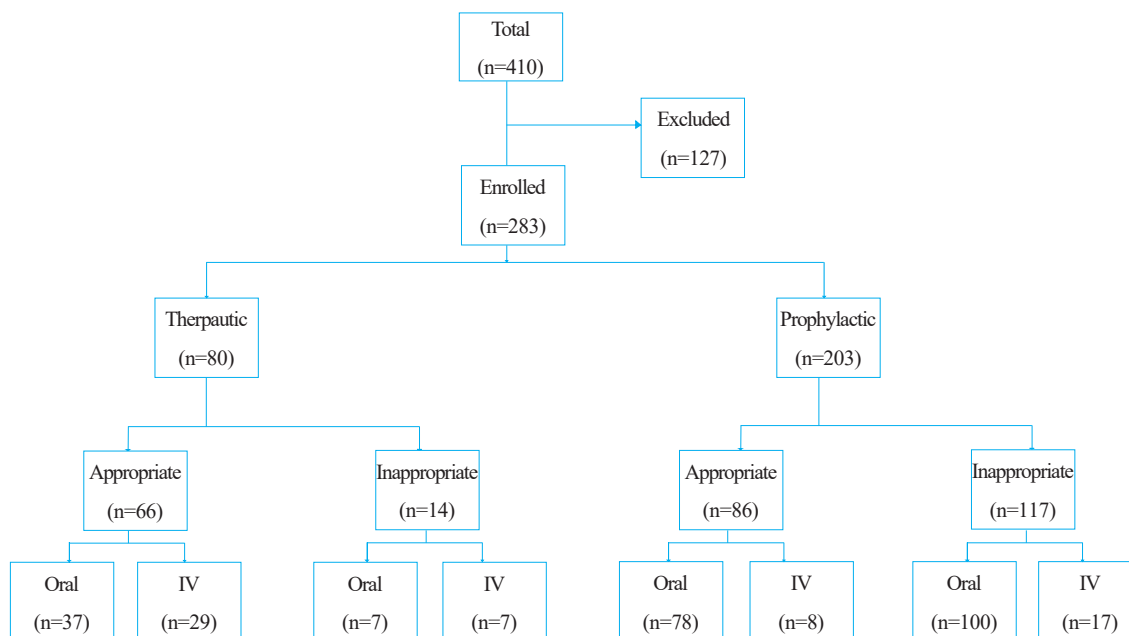 Total
(n=410)
Excluded
(n=127)
Enrolled
(n=283)
Therpautic
(n=80)
Prophylactic
(n=203)
Appropriate
(n=66)
Inappropriate
(n=14)
Appropriate
(n=86)
Inappropriate
(n=117)
Oral
(n=37)
IV
(n=29)
Oral
(n=7)
IV
(n=7)
Oral
(n=78)
IV
(n=8)
Oral
(n=100)
IV
(n=17)